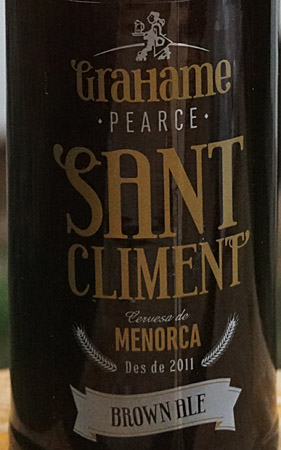 Grahame
·PEARCE·
SANT
CLIMENT
Cervesa de
MENORCA
Des de 2011
BROWN ALE